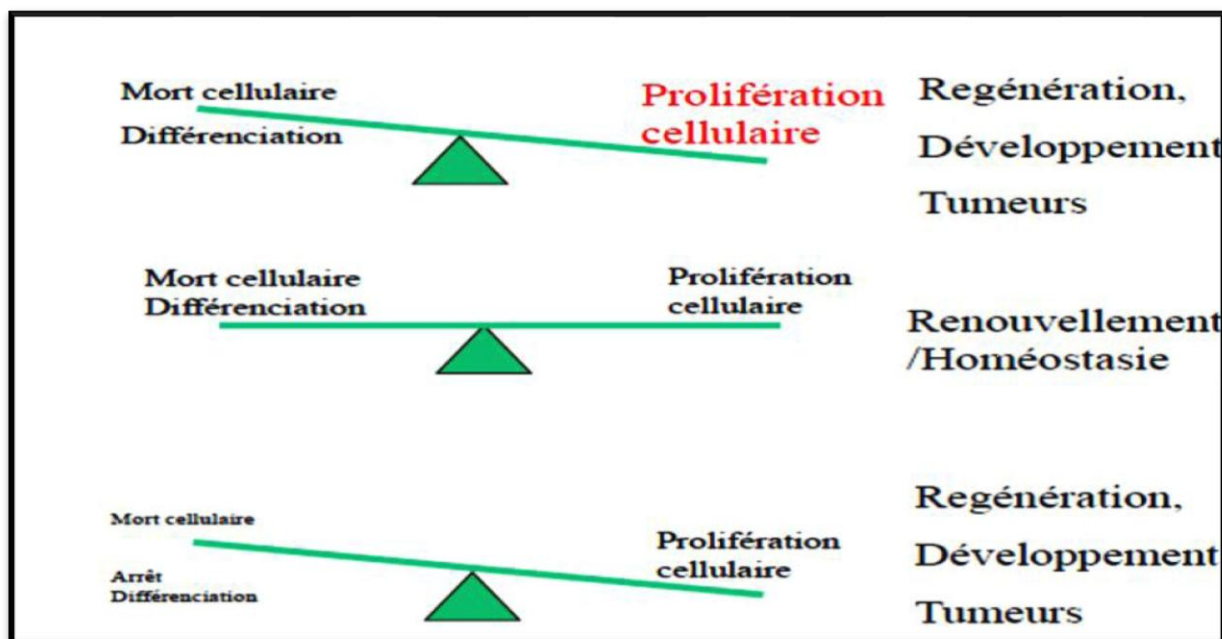 Mort cellulaire
Différenciation
Prolifération
cellulaire
Regénération,
Développement
Tumeurs
Mort cellulaire
Différenciation
Prolifération
cellulaire
Renouvellement
/Homéostasie
Mort cellulaire
Arrêt
Différenciation
Prolifération
cellulaire
Regénération,
Développement
Tumeurs